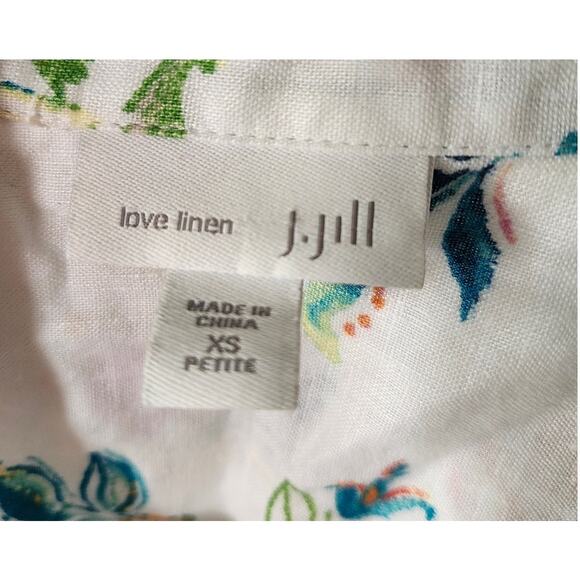 love linen J.Jill
MADE IN
CHINA
XS
PETITE